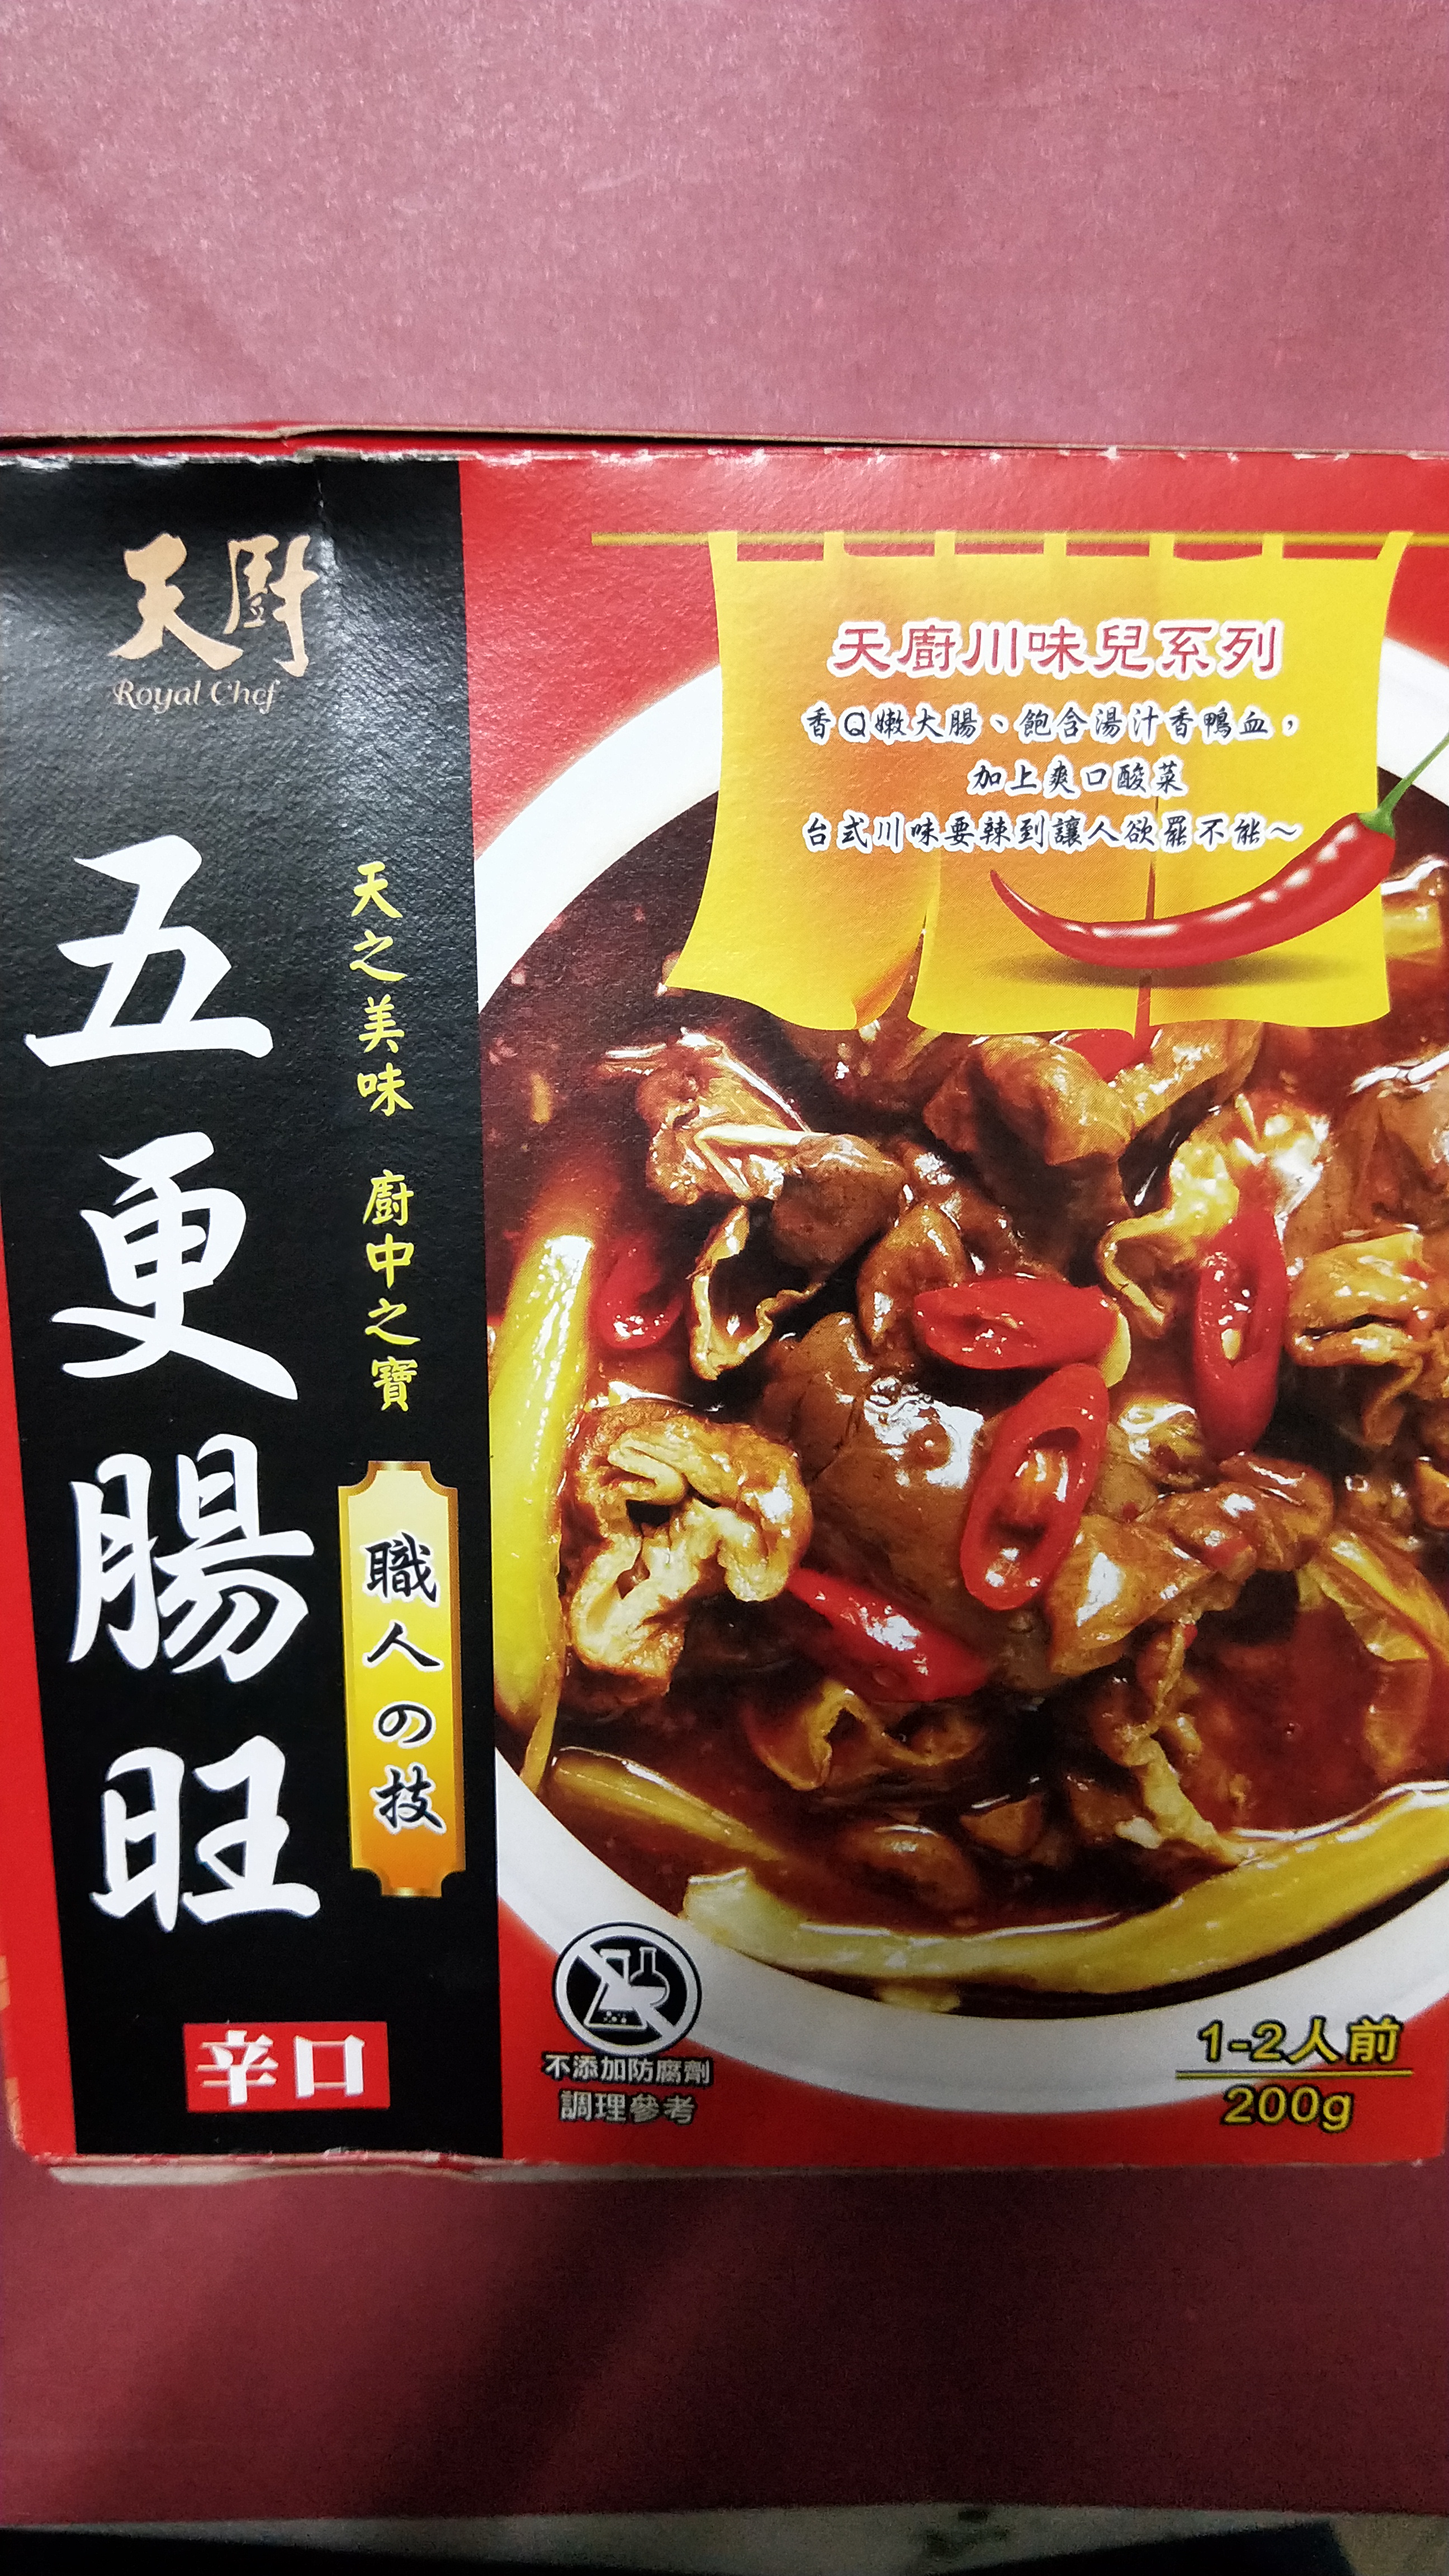 天廚
Royal Chef
五更腸旺
天之美味 廚中之寶
職人の技
辛口
天廚川味兒系列
香Q嫩大腸、飽含湯汁香鴨血，
加上爽口酸菜
台式川味要辣到讓人欲罷不能～
不添加防腐劑
調理參考
1-2人前
200g